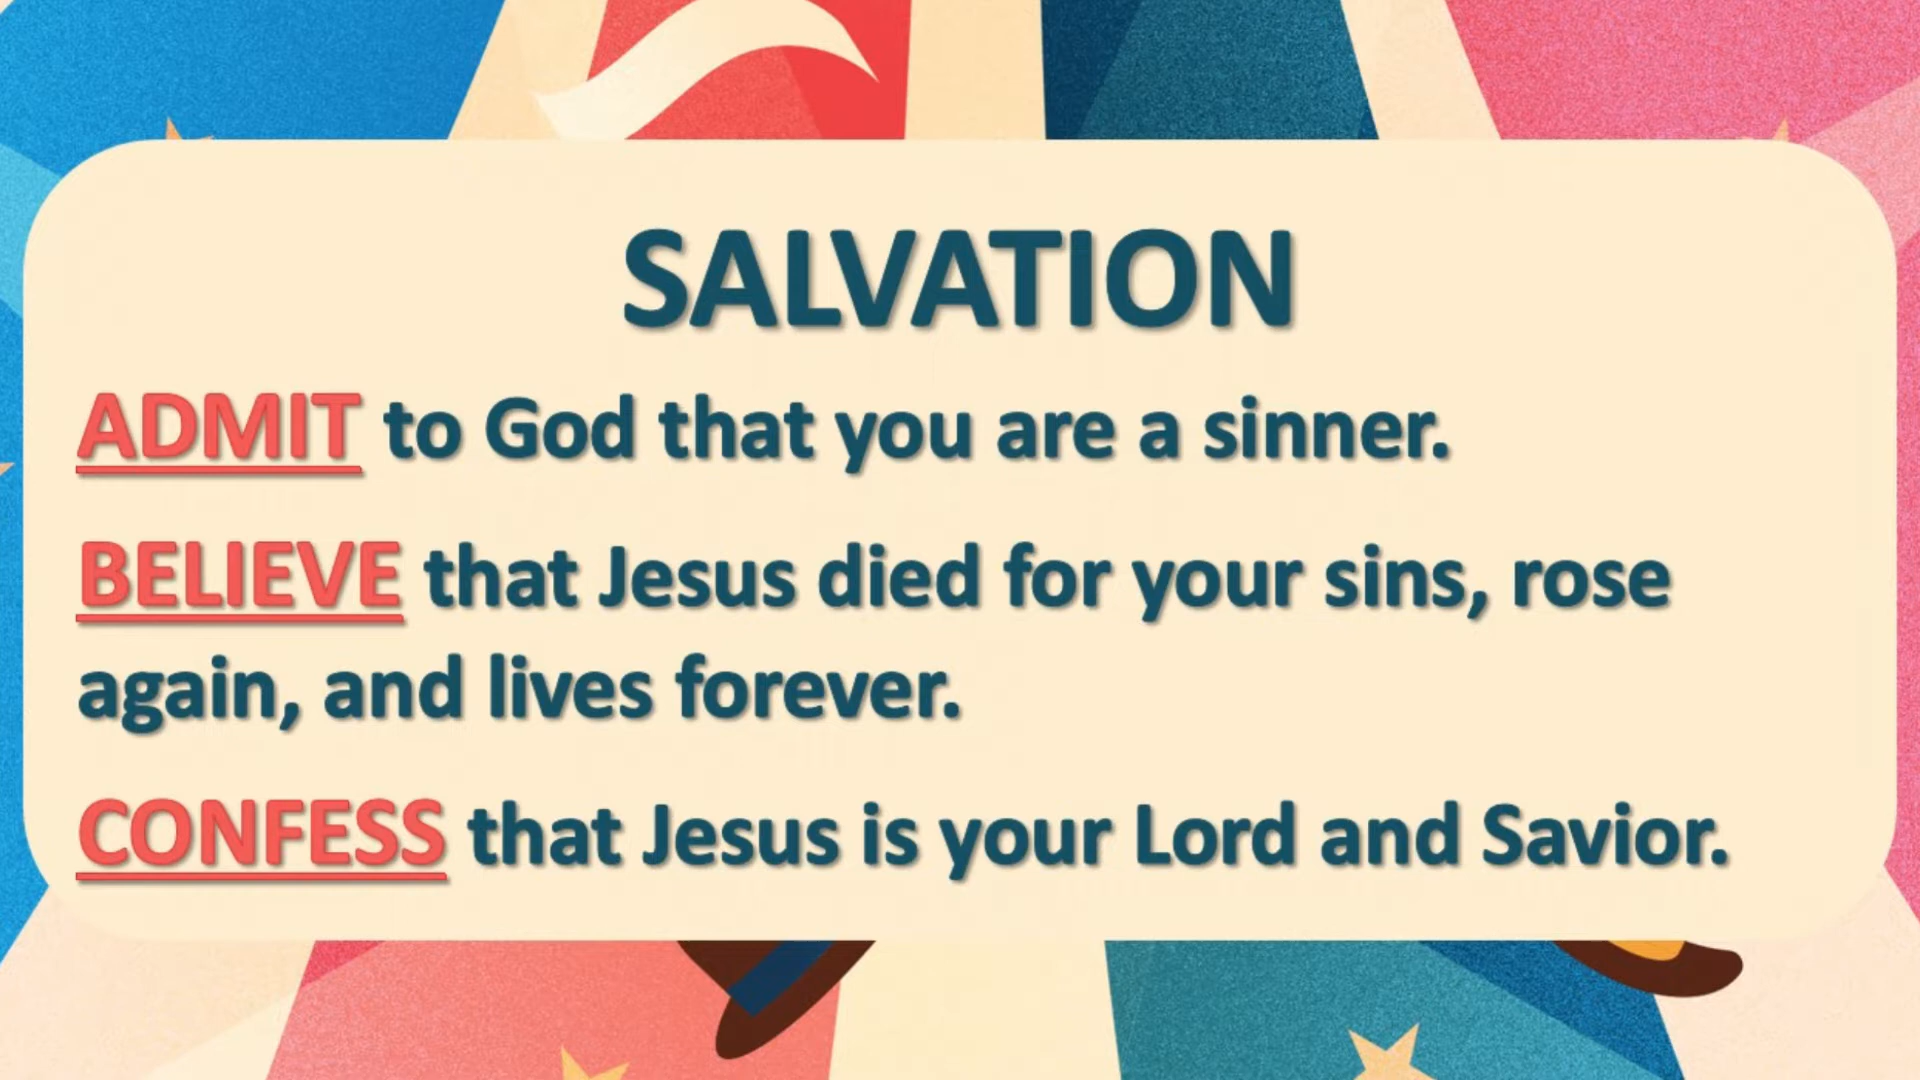 SALVATION
ADMIT to God that you are a sinner.
BELIEVE that Jesus died for your sins, rose
again, and lives forever.
CONFESS that Jesus is your Lord and Savior.